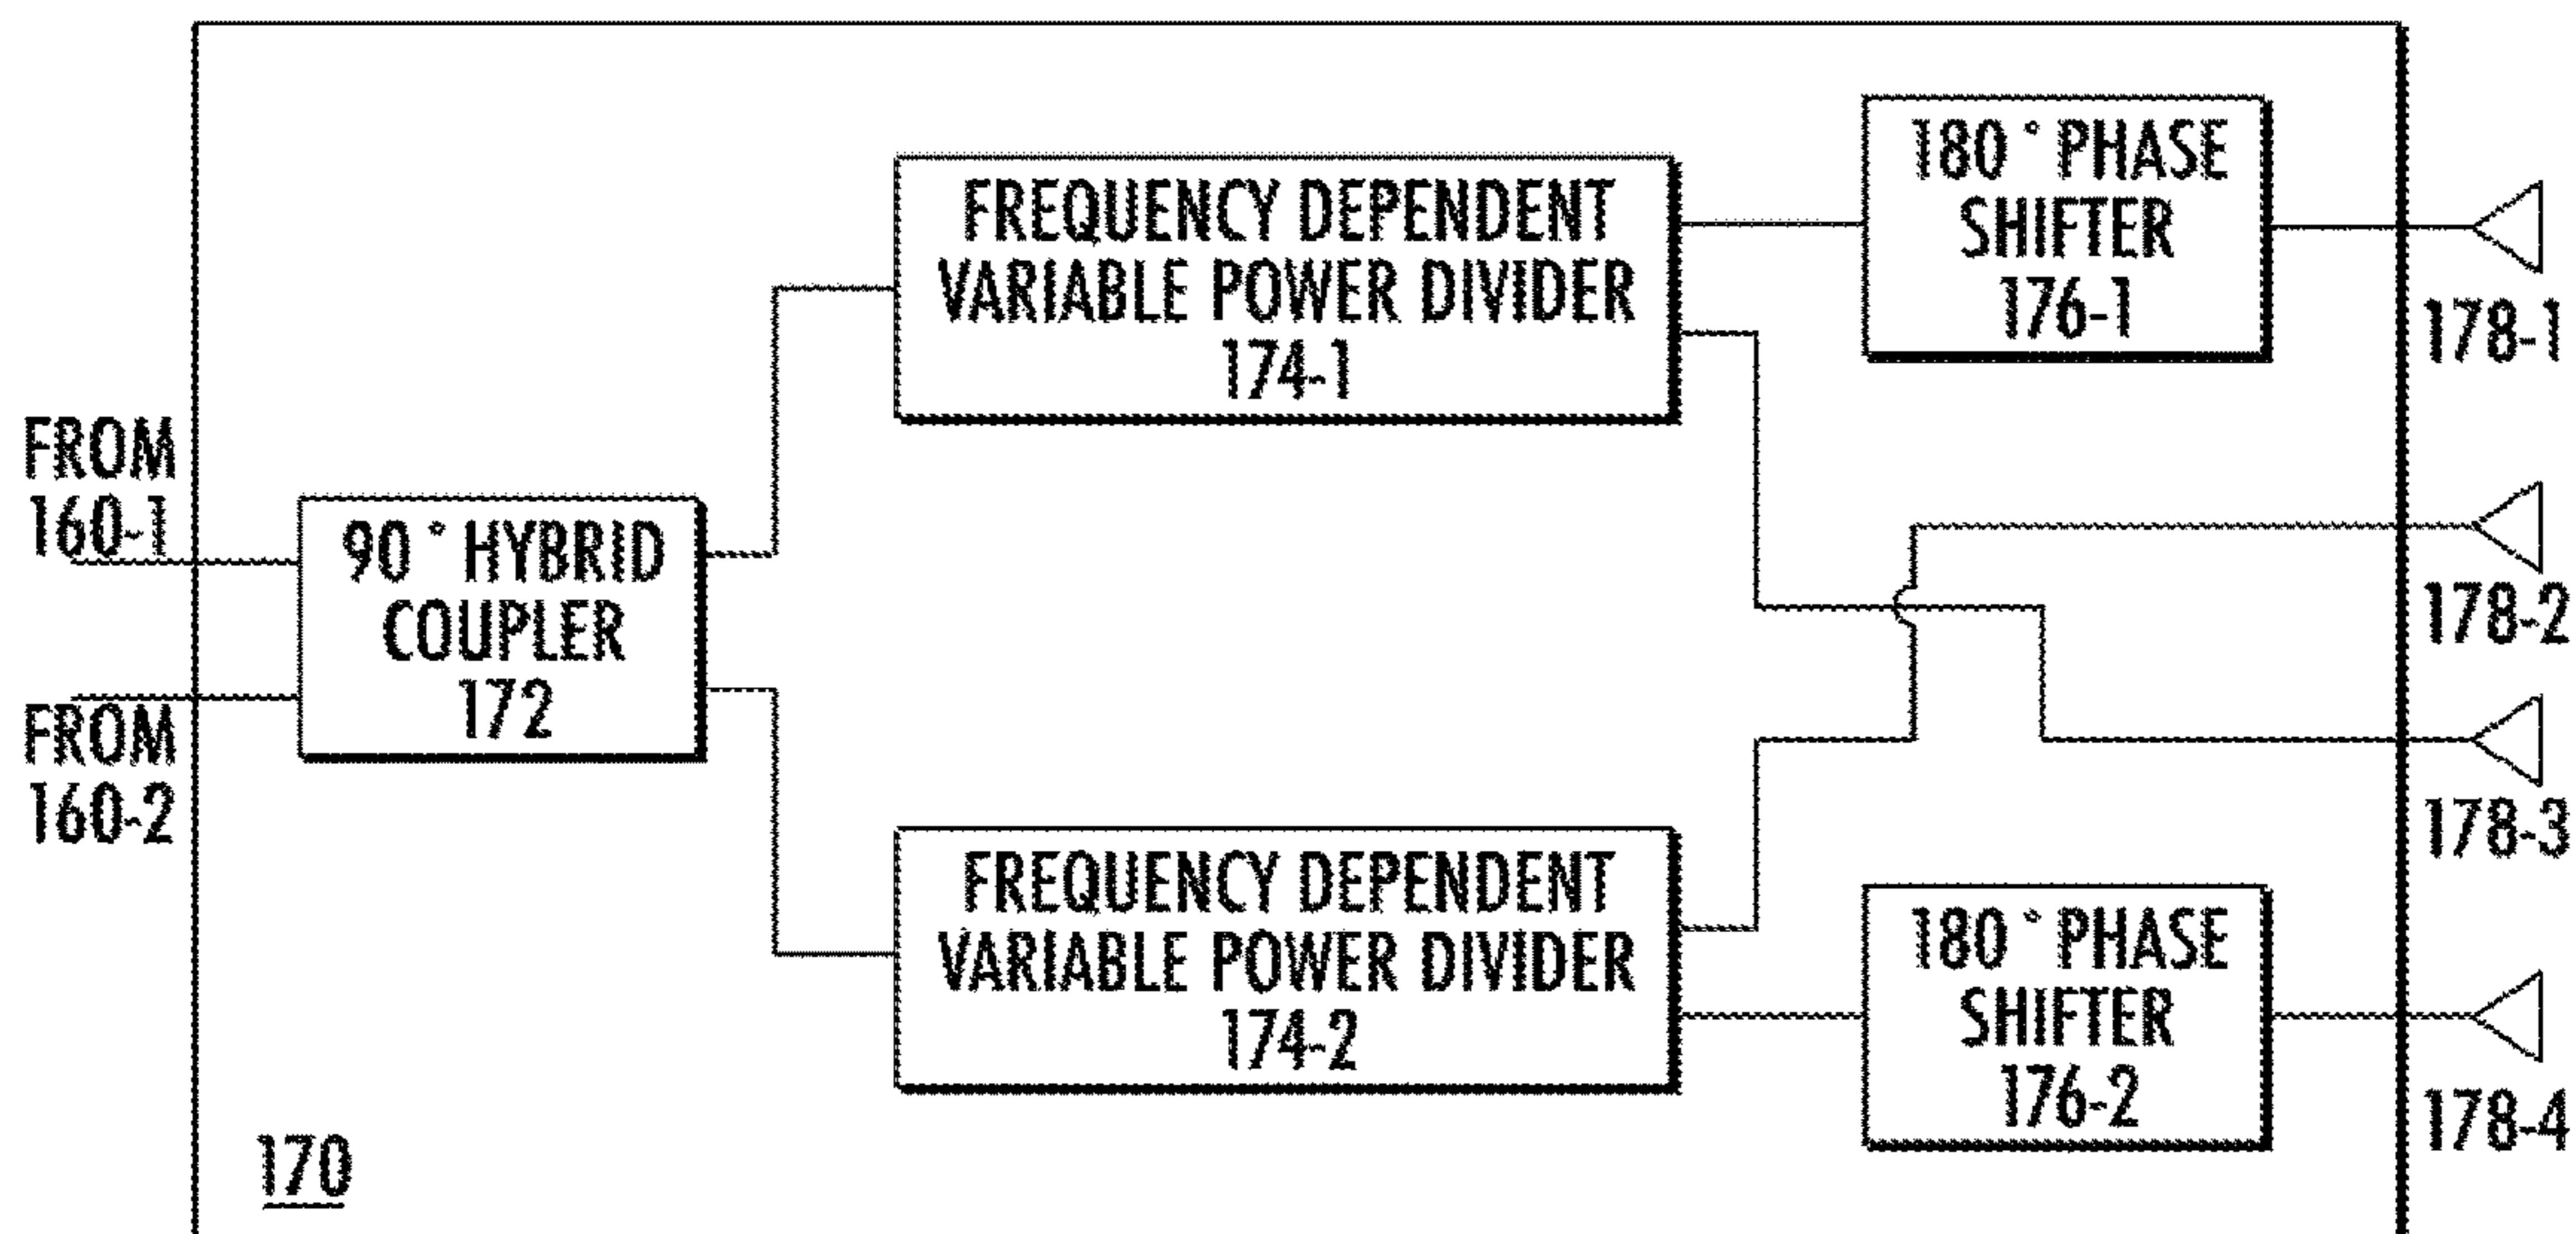 FROM
160-1
FROM
160-2
90° HYBRID
COUPLER
172
FREQUENCY DEPENDENT
VARIABLE POWER DIVIDER
174-1
FREQUENCY DEPENDENT
VARIABLE POWER DIVIDER
174-2
180° PHASE
SHIFTER
176-1
180° PHASE
SHIFTER
176-2
178-1
178-2
178-3
178-4
170